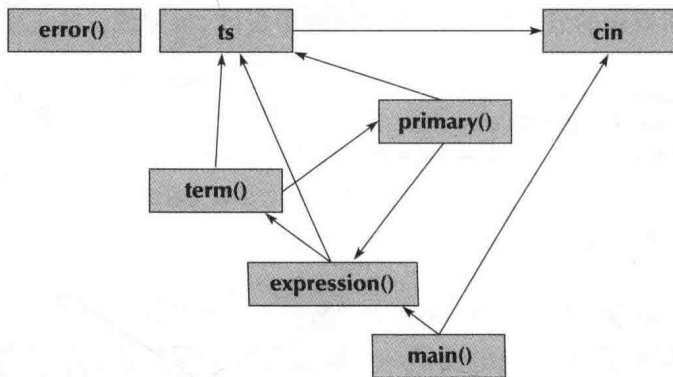 error()
ts
cin
primary()
term()
expression()
main()